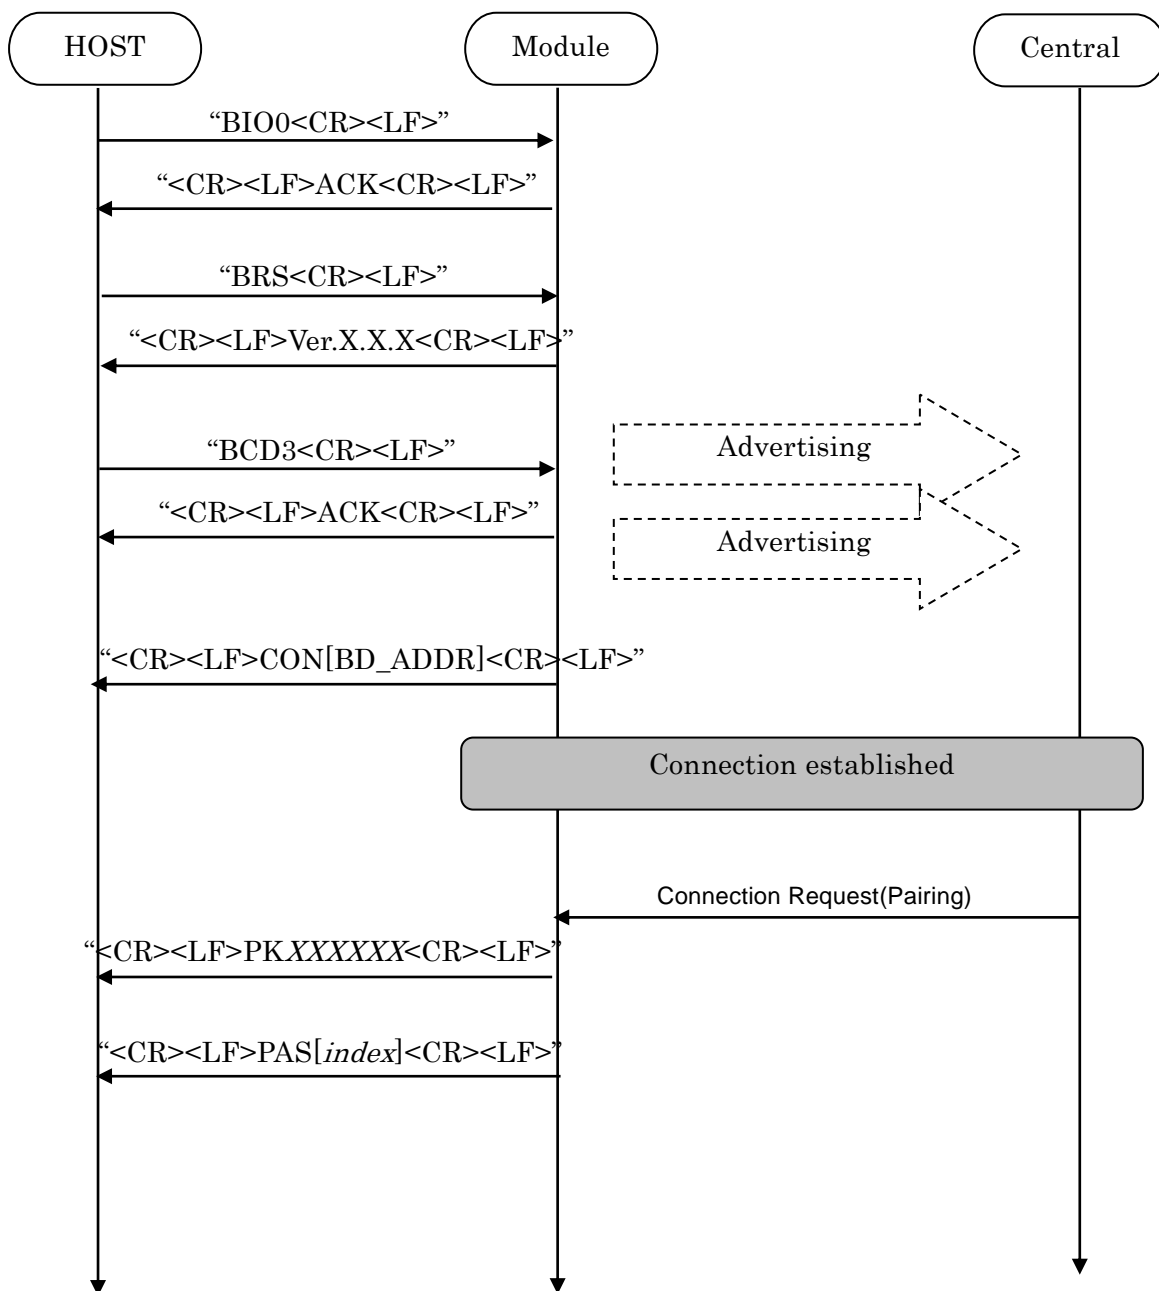 HOST
Module
Central
“BIO0<CR><LF>”
“<CR><LF>ACK<CR><LF>”
“BRS<CR><LF>”
“<CR><LF>Ver.X.X.X<CR><LF>”
“BCD3<CR><LF>”
Advertising
“<CR><LF>ACK<CR><LF>”
Advertising
“<CR><LF>CON[BD_ADDR]<CR><LF>”
Connection established
Connection Request(Pairing)
“<CR><LF>PKXXXXXX<CR><LF>”
“<CR><LF>PAS[index]<CR><LF>”